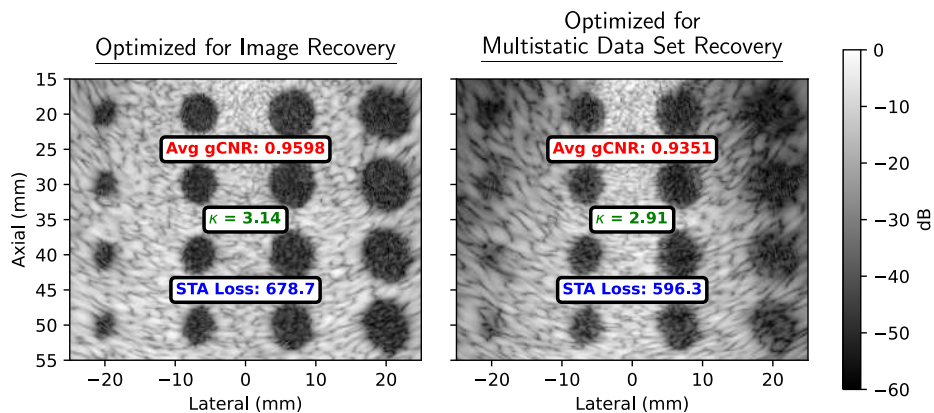 Optimized for Image Recovery
Optimized for
Multistatic Data Set Recovery
15
20
25
30
35
40
45
50
55
Axial (mm)
Avg gCNR: 0.9598
κ = 3.14
STA Loss: 678.7
−20
−10
0
10
20
Lateral (mm)
Avg gCNR: 0.9351
κ = 2.91
STA Loss: 596.3
−20
−10
0
10
20
Lateral (mm)
0
−10
−20
−30
−40
−50
−60
dB